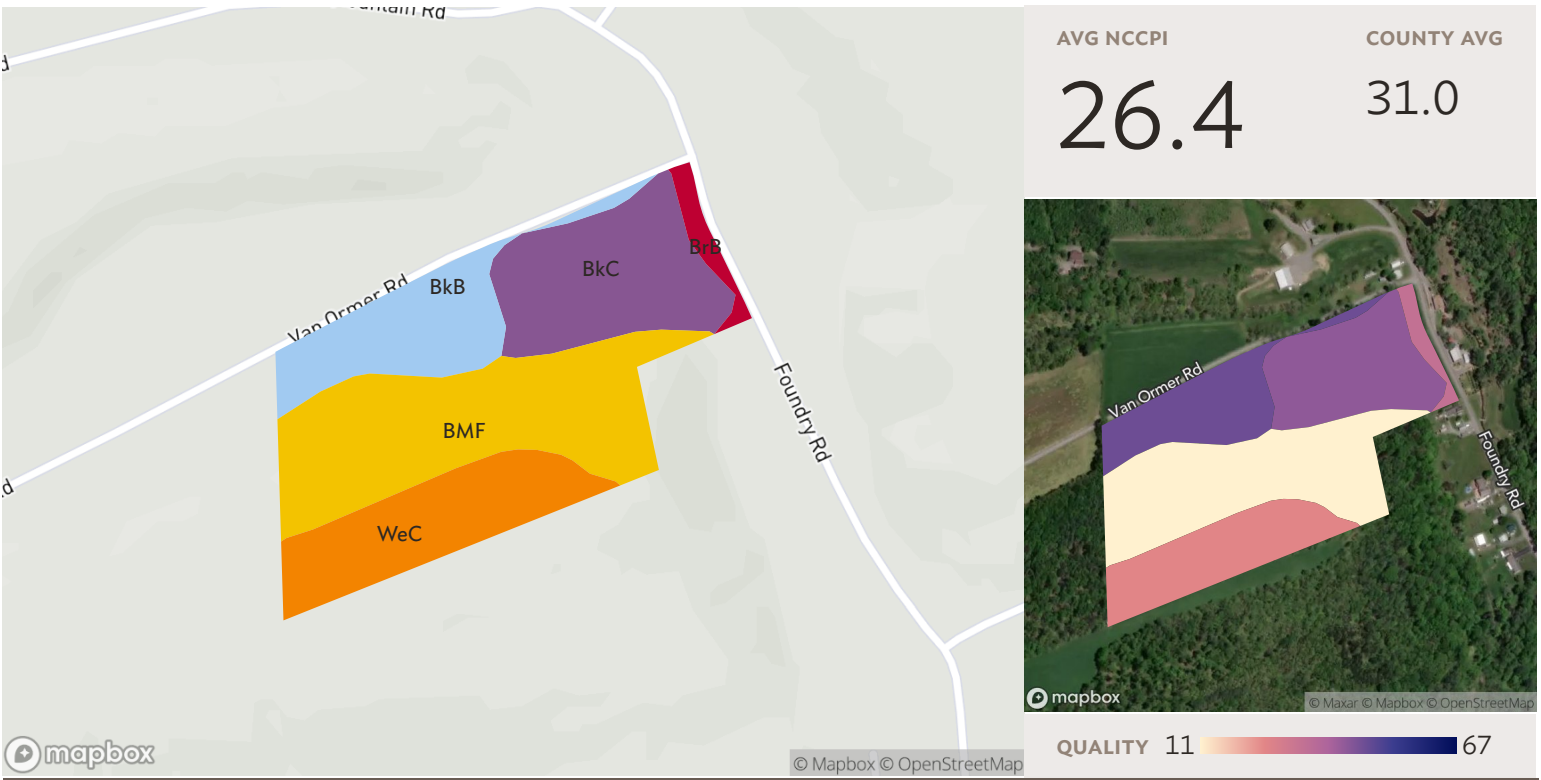 Van Ormer Rd
BkB
BkC
BrB
BMF
WeC
Foundry Rd
mapbox
© Mapbox © OpenStreetMap
AVG NCCPI
26.4
COUNTY AVG
31.0
Van Ormer Rd
Foundry Rd
mapbox
© Maxar © Mapbox © OpenStreetMap
QUALITY 11 67